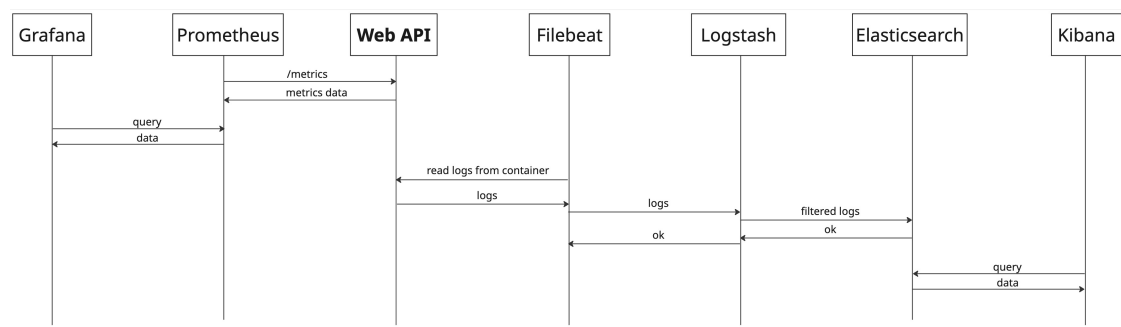 Grafana
Prometheus
Web API
Filebeat
Logstash
Elasticsearch
Kibana
/metrics
metrics data
query
data
read logs from container
logs
logs
filtered logs
ok
ok
query
data